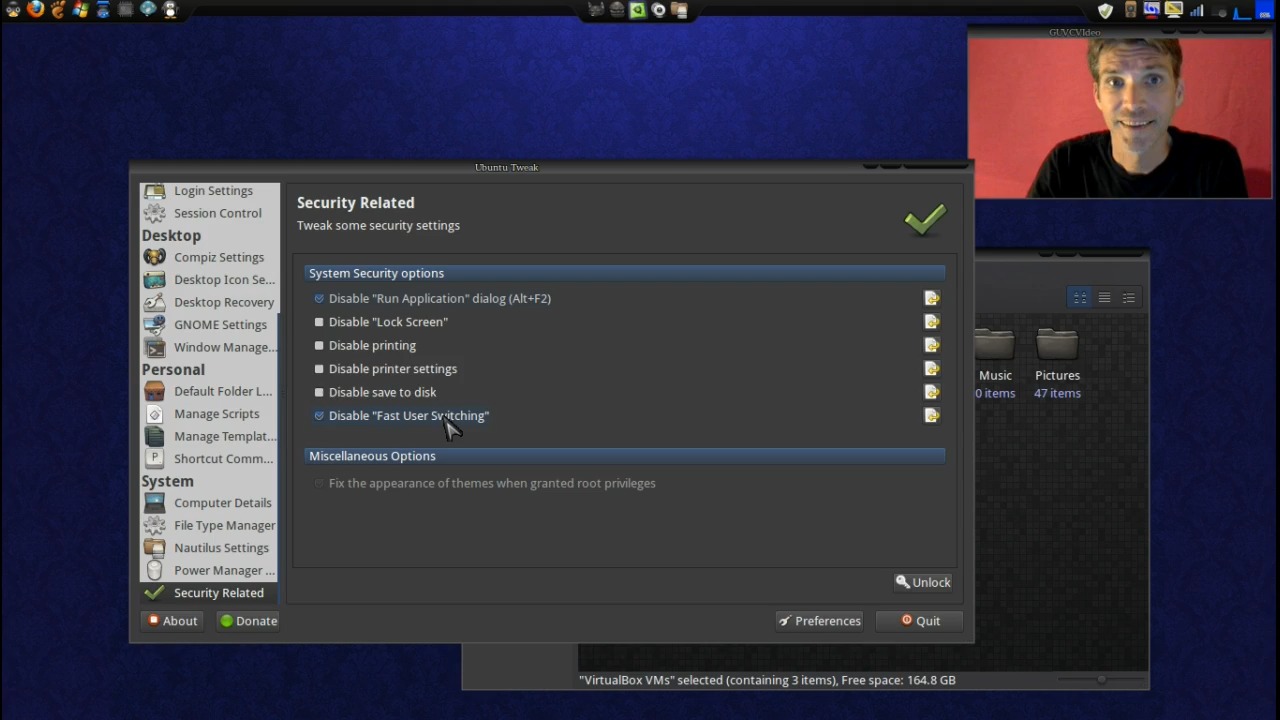 GUVCVideo
Ubuntu Tweak
Login Settings
Session Control
Desktop
Compiz Settings
Desktop Icon Se...
Desktop Recovery
GNOME Settings
Window Manage...
Personal
Default Folder L...
Manage Scripts
Manage Templat...
Shortcut Comm...
System
Computer Details
File Type Manager
Nautilus Settings
Power Manager ...
Security Related
About
Donate
Security Related
Tweak some security settings
System Security options
Disable "Run Application" dialog (Alt+F2)
Disable "Lock Screen"
Disable printing
Disable printer settings
Disable save to disk
Disable "Fast User Switching"
Miscellaneous Options
Fix the appearance of themes when granted root privileges
Unlock
Preferences
Quit
Music
0 items
Pictures
47 items
"VirtualBox VMs" selected (containing 3 items), Free space: 164.8 GB